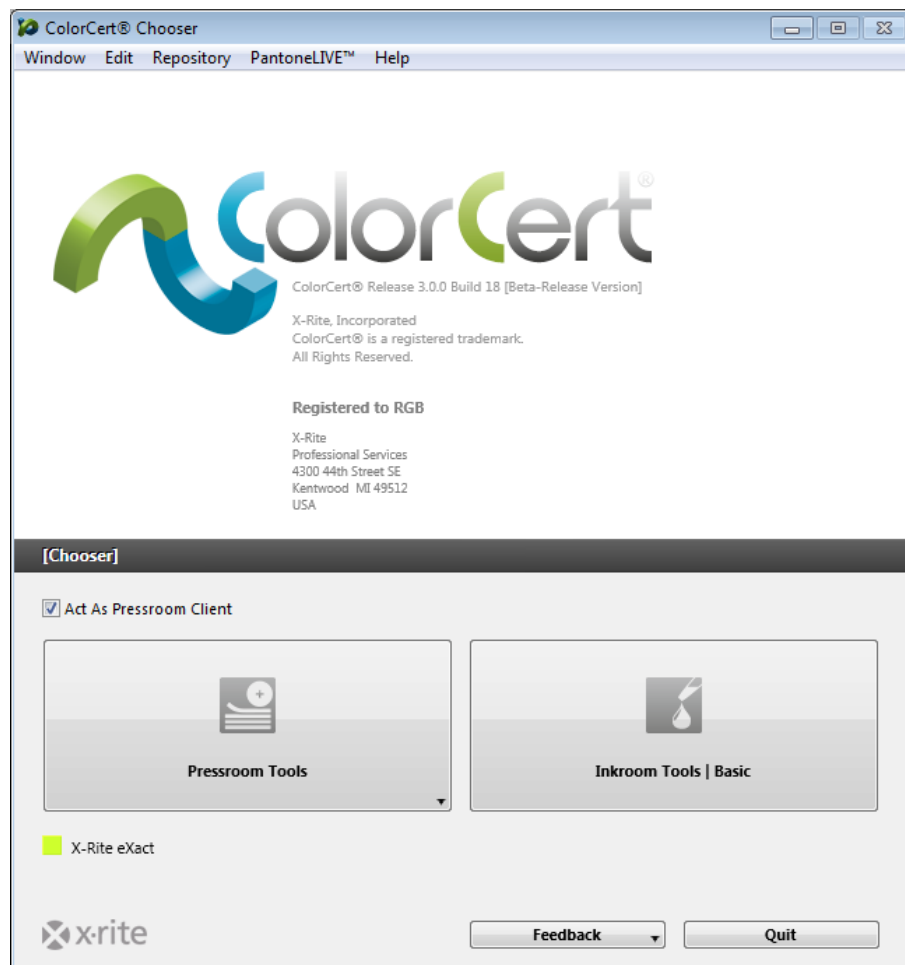 ColorCert® Chooser
Window Edit Repository PantoneLIVE™ Help
ColorCert®
ColorCert® Release 3.0.0 Build 18 [Beta-Release Version]
X-Rite, Incorporated
ColorCert® is a registered trademark.
All Rights Reserved.
Registered to RGB
X-Rite
Professional Services
4300 44th Street SE
Kentwood MI 49512
USA
[Chooser]
Act As Pressroom Client
Pressroom Tools
Inkroom Tools | Basic
X-Rite eXact
x·rite
Feedback
Quit